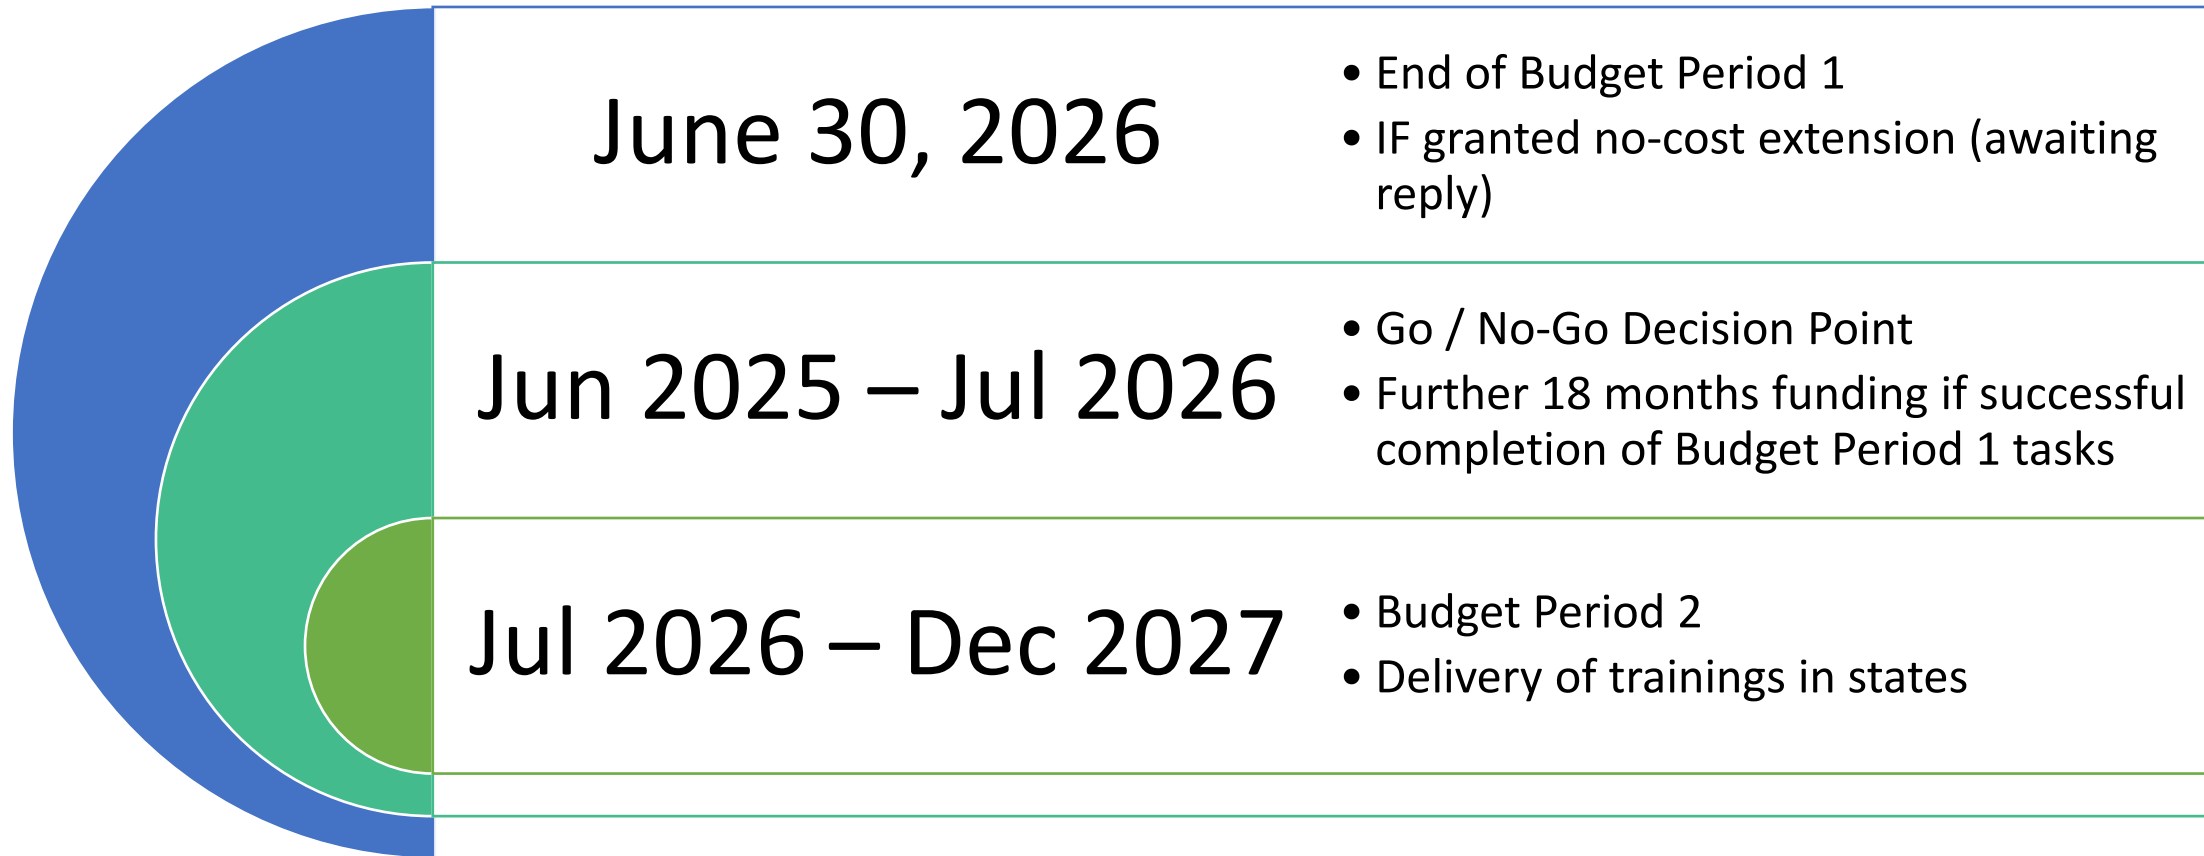 June 30, 2026
• End of Budget Period 1
• IF granted no-cost extension (awaiting
reply)
Jun 2025 – Jul 2026
• Go / No-Go Decision Point
• Further 18 months funding if successful
completion of Budget Period 1 tasks
Jul 2026 – Dec 2027
• Budget Period 2
• Delivery of trainings in states